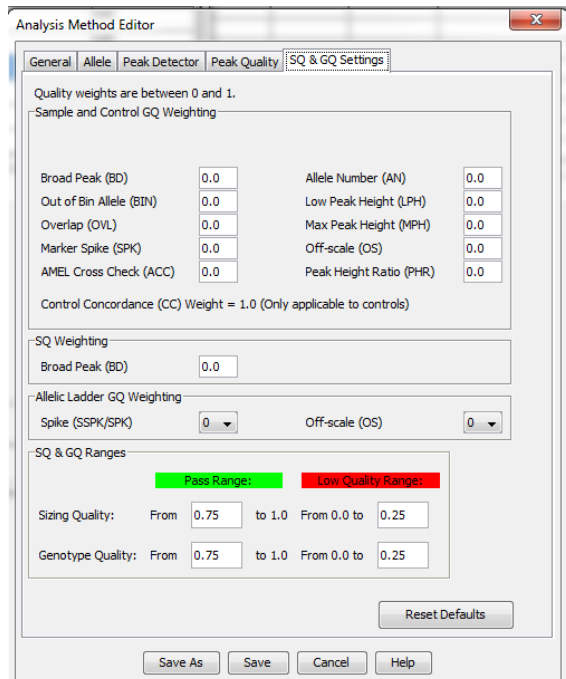 Analysis Method Editor
General Allele Peak Detector Peak Quality SQ & GQ Settings
Quality weights are between 0 and 1.
Sample and Control GQ Weighting
Broad Peak (BD) 0.0 Allele Number (AN) 0.0
Out of Bin Allele (BIN) 0.0 Low Peak Height (LPH) 0.0
Overlap (OVL) 0.0 Max Peak Height (MPH) 0.0
Marker Spike (SPK) 0.0 Off-scale (OS) 0.0
AMEL Cross Check (ACC) 0.0 Peak Height Ratio (PHR) 0.0
Control Concordance (CC) Weight = 1.0 (Only applicable to controls)
SQ Weighting
Broad Peak (BD) 0.0
Allelic Ladder GQ Weighting
Spike (SSPK/SPK) 0 Off-scale (OS) 0
SQ & GQ Ranges
Pass Range: Low Quality Range:
Sizing Quality: From 0.75 to 1.0 From 0.0 to 0.25
Genotype Quality: From 0.75 to 1.0 From 0.0 to 0.25
Reset Defaults
Save As Save Cancel Help